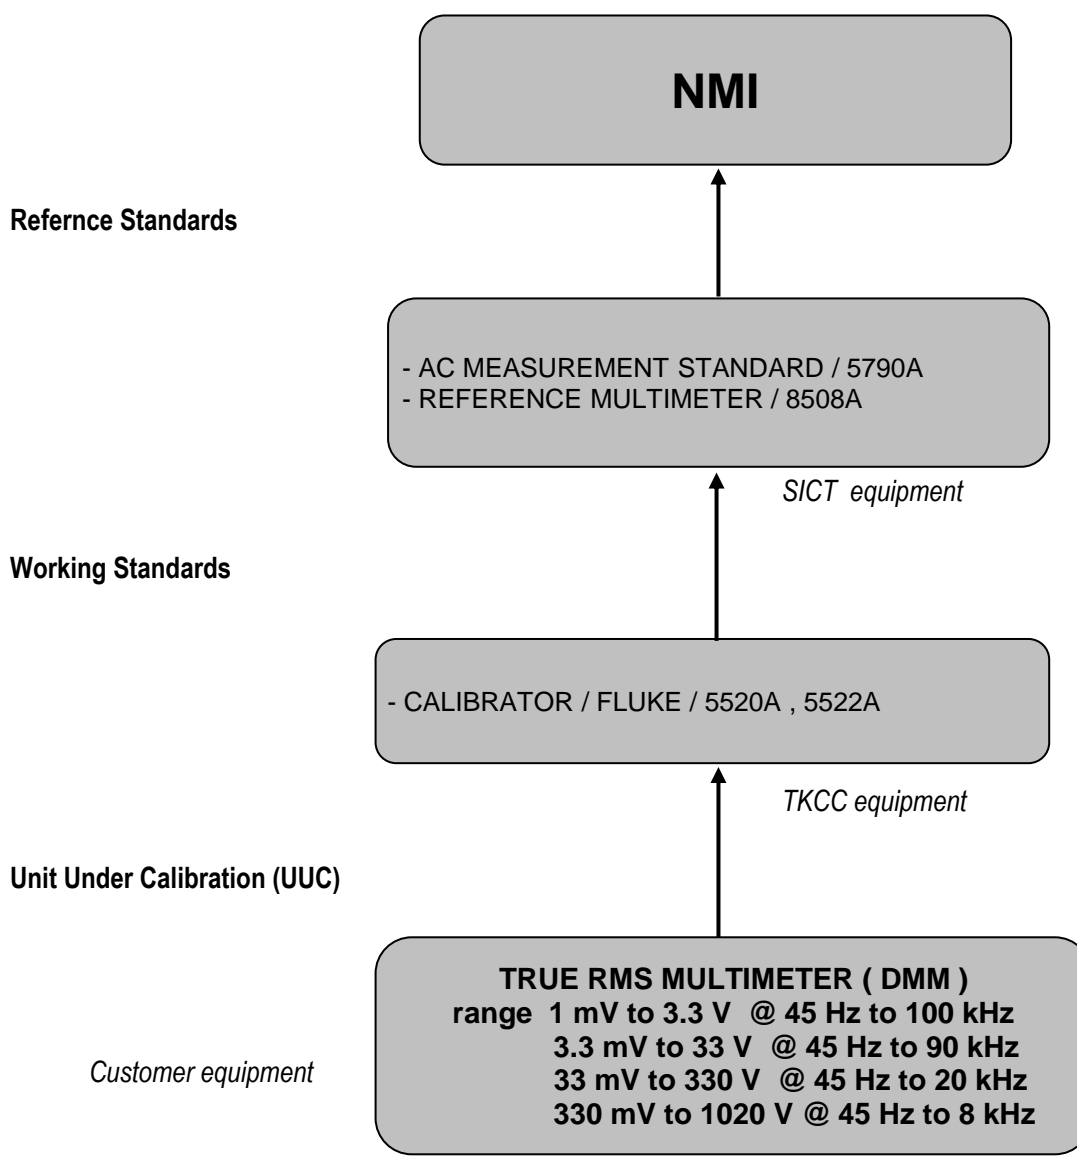 NMI
Refernce Standards
- AC MEASUREMENT STANDARD / 5790A
- REFERENCE MULTIMETER / 8508A
SICT equipment
Working Standards
- CALIBRATOR / FLUKE / 5520A , 5522A
TKCC equipment
Unit Under Calibration (UUC)
TRUE RMS MULTIMETER ( DMM )
range 1 mV to 3.3 V @ 45 Hz to 100 kHz
3.3 mV to 33 V @ 45 Hz to 90 kHz
Customer equipment
33 mV to 330 V @ 45 Hz to 20 kHz
330 mV to 1020 V @ 45 Hz to 8 kHz